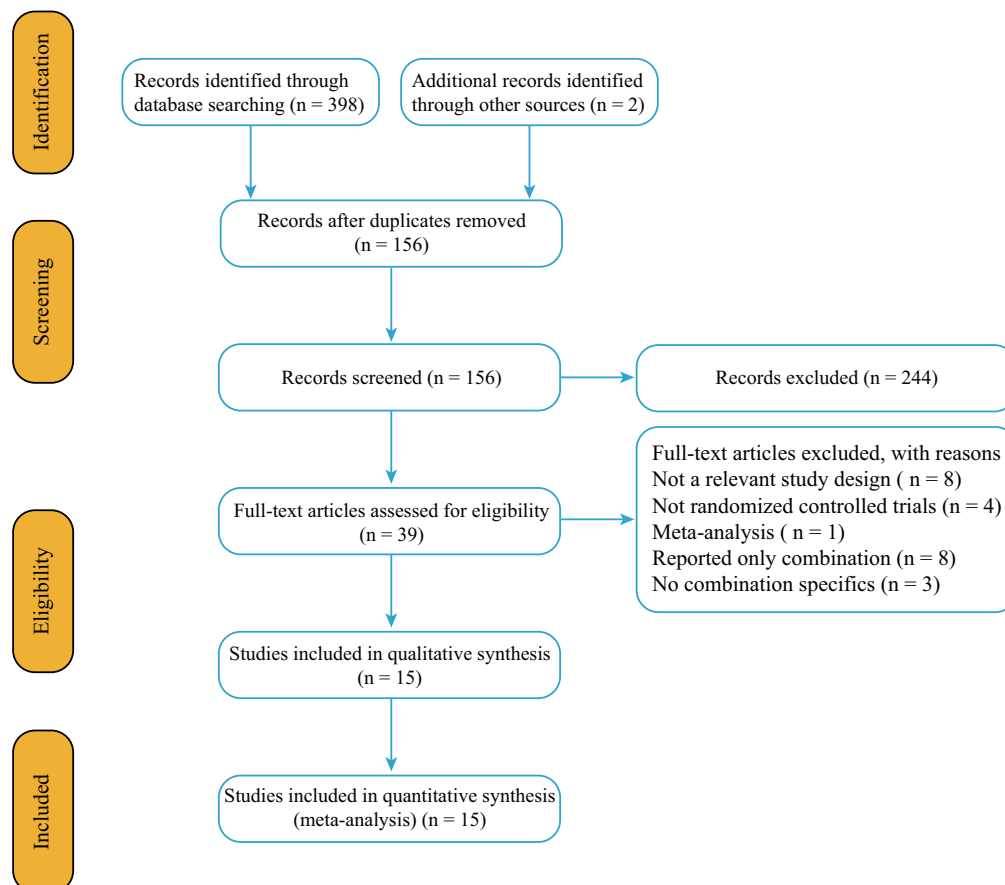 Identification
Records identified through
database searching (n = 398)
Additional records identified
through other sources (n = 2)
Screening
Records after duplicates removed
(n = 156)
Records screened (n = 156)
Records excluded (n = 244)
Eligibility
Full-text articles assessed for eligibility
(n = 39)
Full-text articles excluded, with reasons
Not a relevant study design ( n = 8)
Not randomized controlled trials (n = 4)
Meta-analysis ( n = 1)
Reported only combination (n = 8)
No combination specifics (n = 3)
Studies included in qualitative synthesis
(n = 15)
Included
Studies included in quantitative synthesis
(meta-analysis) (n = 15)